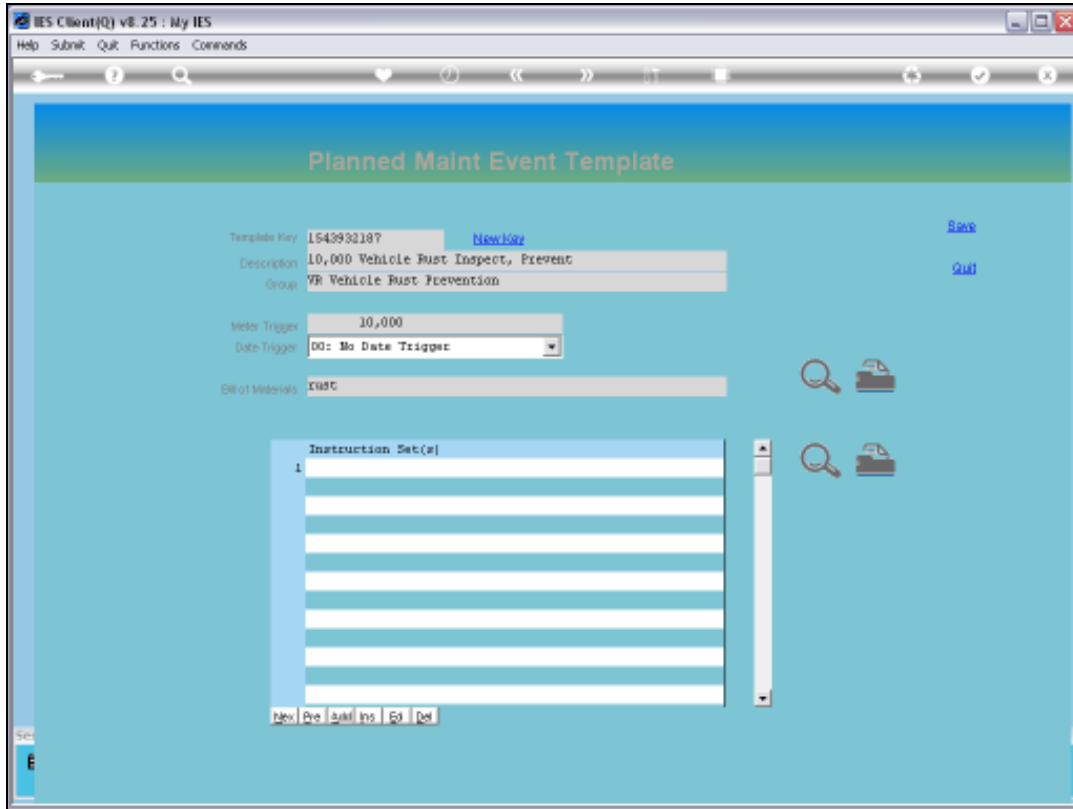 IES Client(Q) v8.25 : My IES
Help Submit Quit Functions Commands
Planned Maint Event Template
Template Key 1543932187 New Key
Save
Description 10,000 Vehicle Rust Inspect, Prevent
Quit
Group VR Vehicle Rust Prevention
Meter Trigger 10,000
Date Trigger 00: No Date Trigger
Bill of Materials rust
Instruction Set(s)
1
Nex Pre Add Ins Ed Del